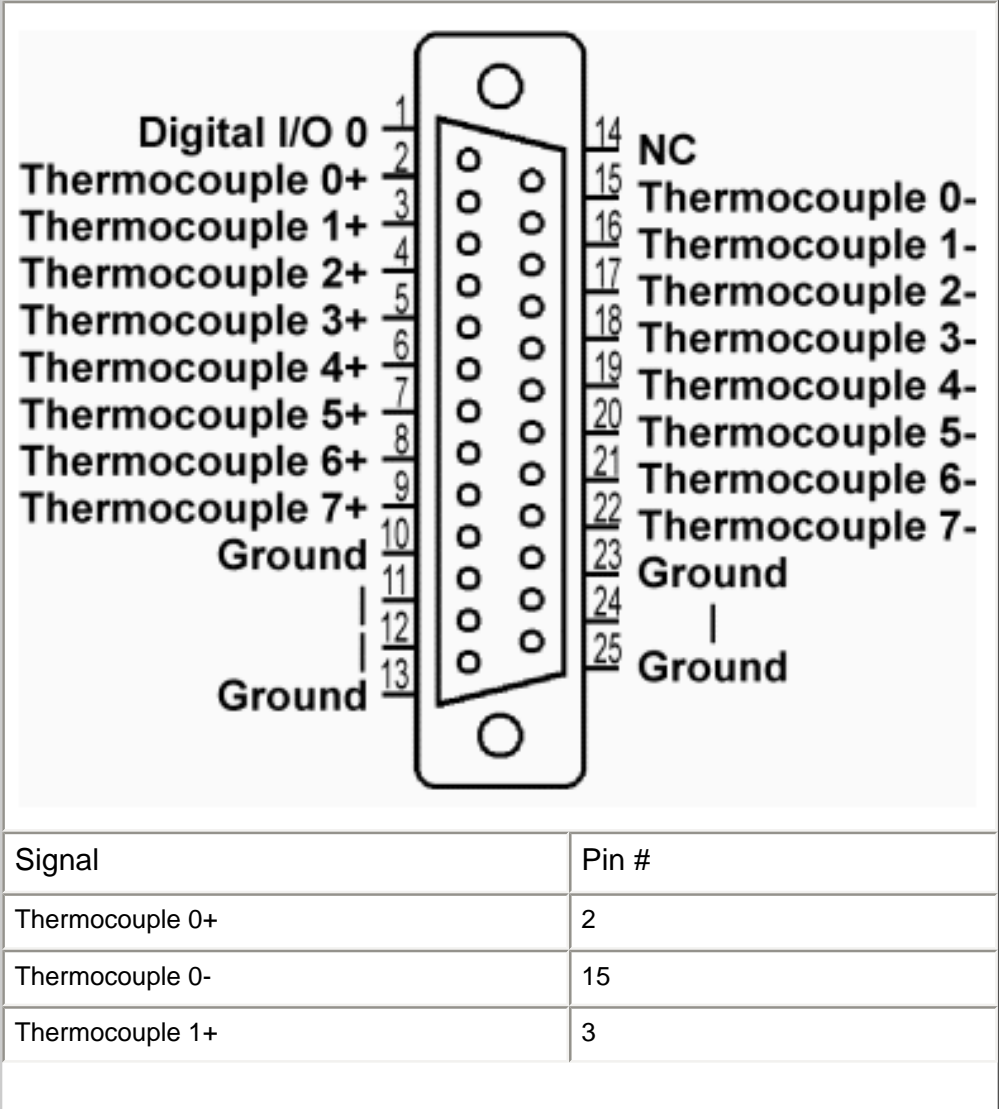 Digital I/O 0 1
Thermocouple 0+ 2
Thermocouple 1+ 3
Thermocouple 2+ 4
Thermocouple 3+ 5
Thermocouple 4+ 6
Thermocouple 5+ 7
Thermocouple 6+ 8
Thermocouple 7+ 9
Ground 10
11
12
Ground 13
14 NC
15 Thermocouple 0-
16 Thermocouple 1-
17 Thermocouple 2-
18 Thermocouple 3-
19 Thermocouple 4-
20 Thermocouple 5-
21 Thermocouple 6-
22 Thermocouple 7-
23 Ground
24
25 Ground
Signal Pin #
Thermocouple 0+ 2
Thermocouple 0- 15
Thermocouple 1+ 3